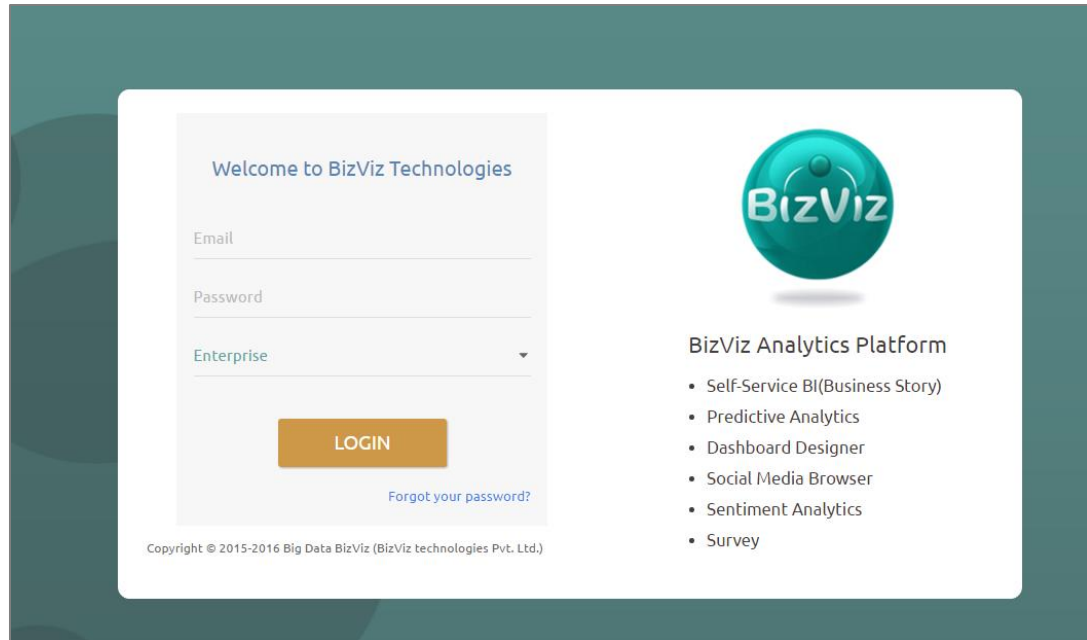 Welcome to BizViz Technologies
Email
Password
Enterprise
LOGIN
Forgot your password?
Copyright © 2015-2016 Big Data BizViz (BizViz technologies Pvt. Ltd.)
BizViz
BizViz Analytics Platform
• Self-Service BI(Business Story)
• Predictive Analytics
• Dashboard Designer
• Social Media Browser
• Sentiment Analytics
• Survey